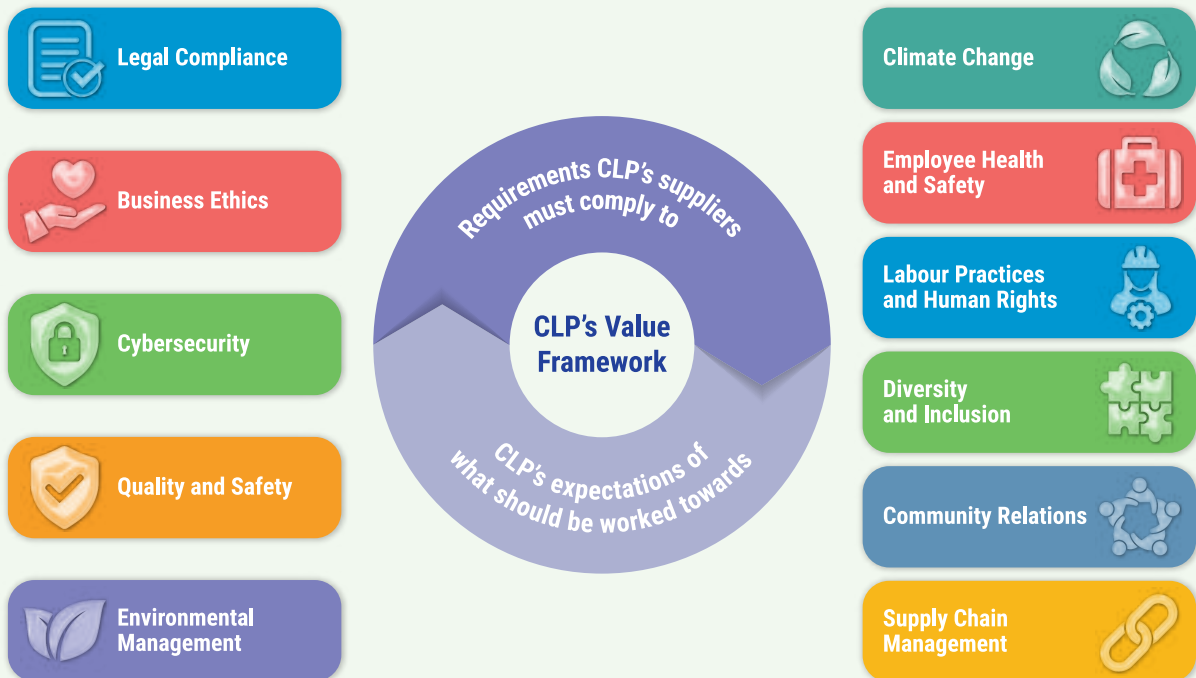 Legal Compliance
Business Ethics
Cybersecurity
Quality and Safety
Environmental
Management
Requirements CLP's suppliers
must comply to
CLP's Value
Framework
CLP's expectations of
what should be worked towards
Climate Change
Employee Health
and Safety
Labour Practices
and Human Rights
Diversity
and Inclusion
Community Relations
Supply Chain
Management